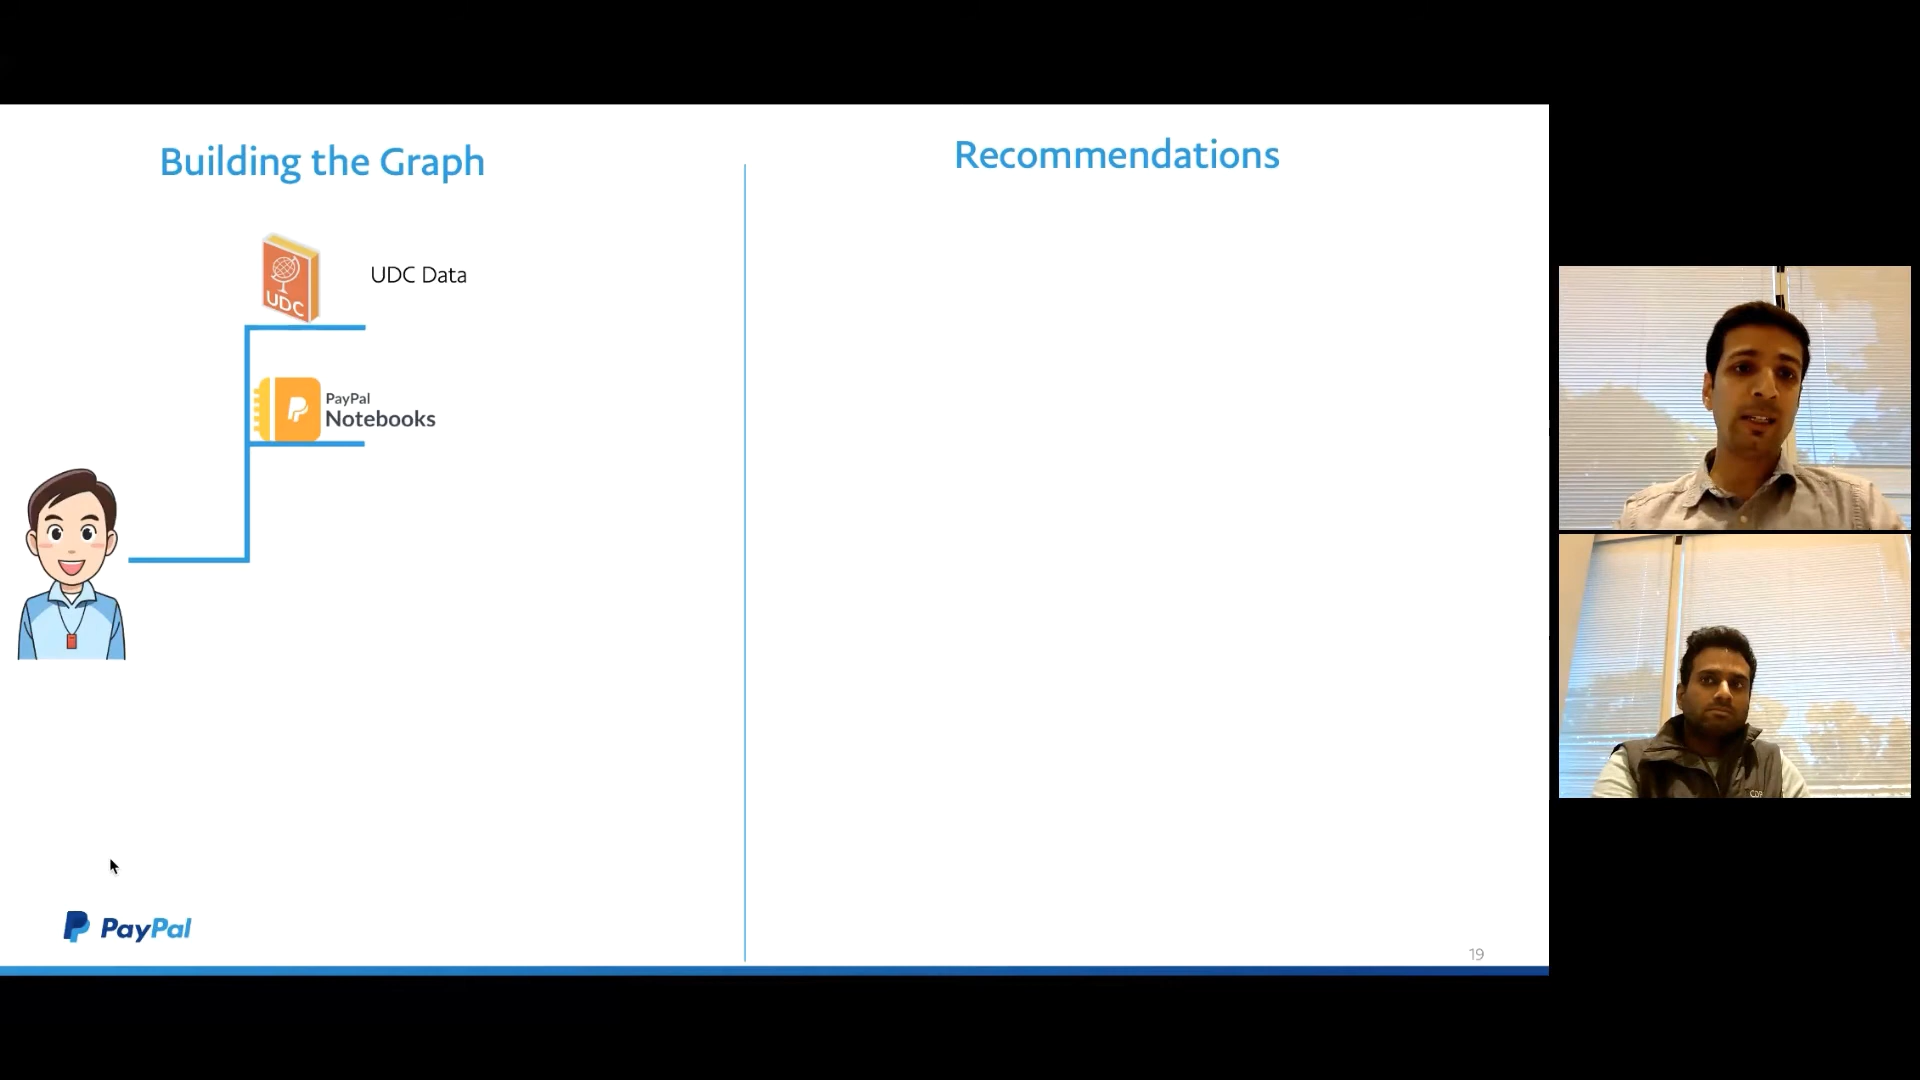 Building the Graph
Recommendations
UDC
UDC Data
PayPal
Notebooks
PayPal
19